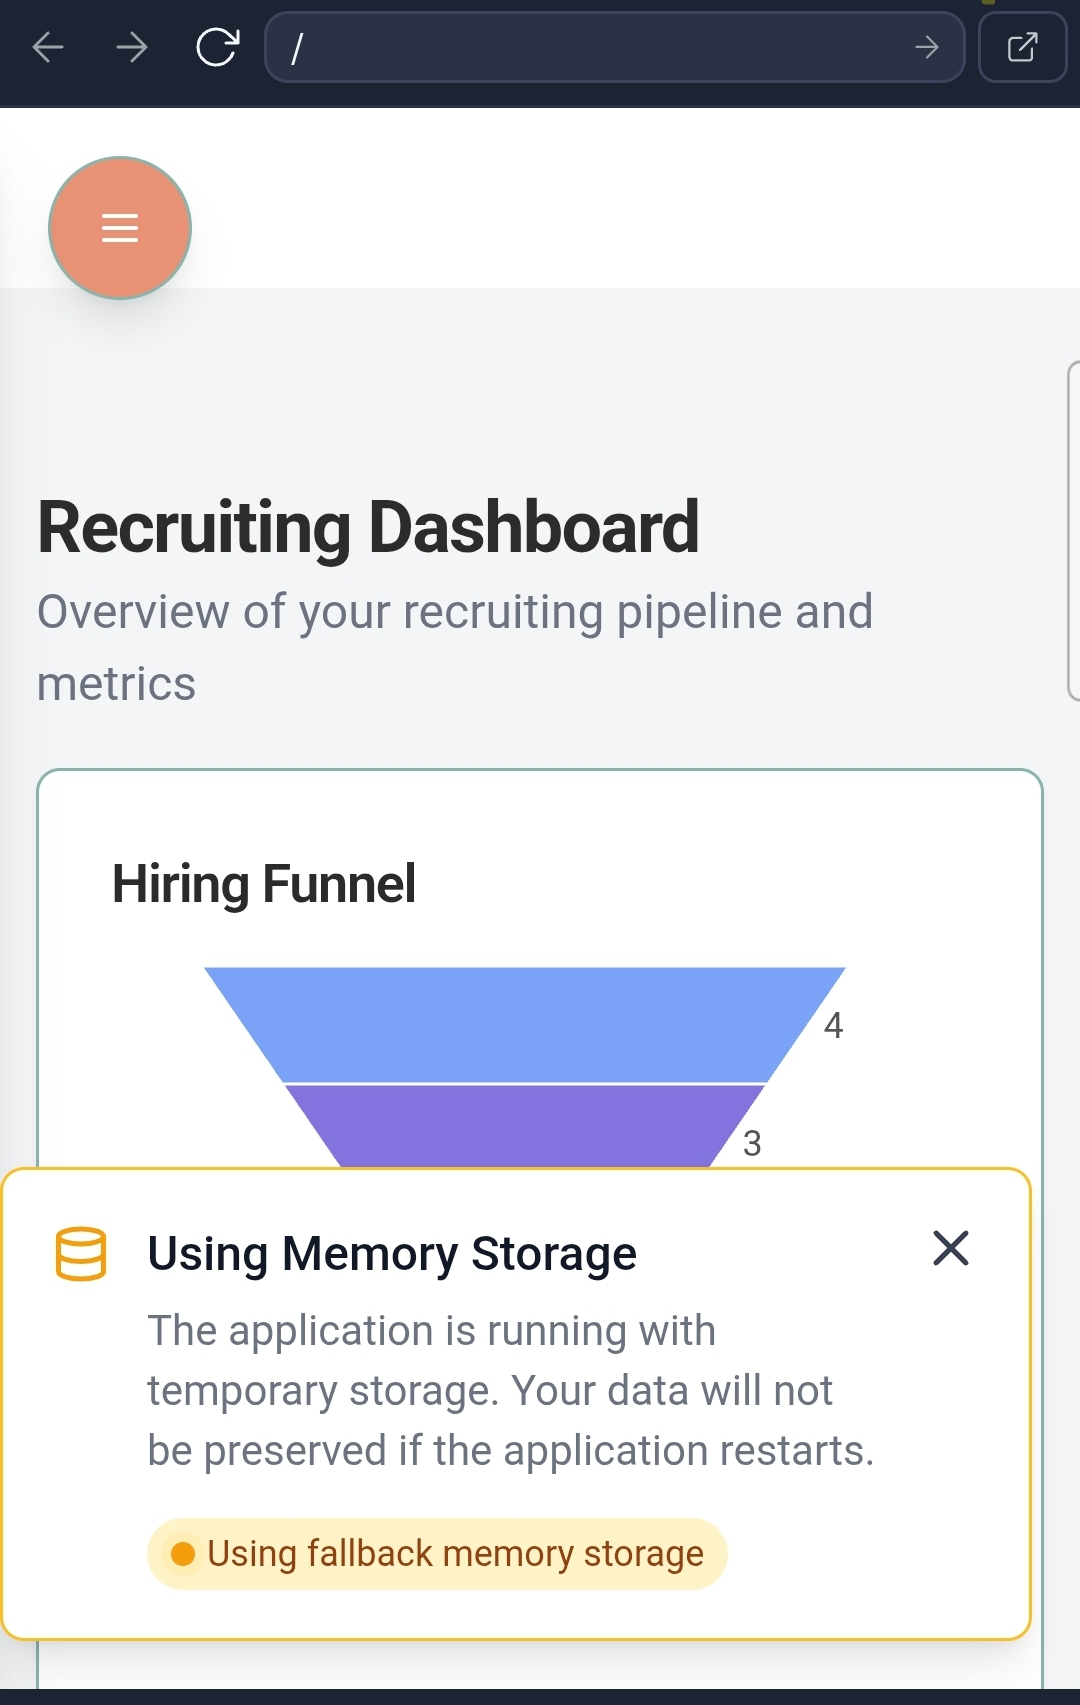 /
Recruiting Dashboard
Overview of your recruiting pipeline and
metrics
Hiring Funnel
4
3
Using Memory Storage
The application is running with
temporary storage. Your data will not
be preserved if the application restarts.
Using fallback memory storage